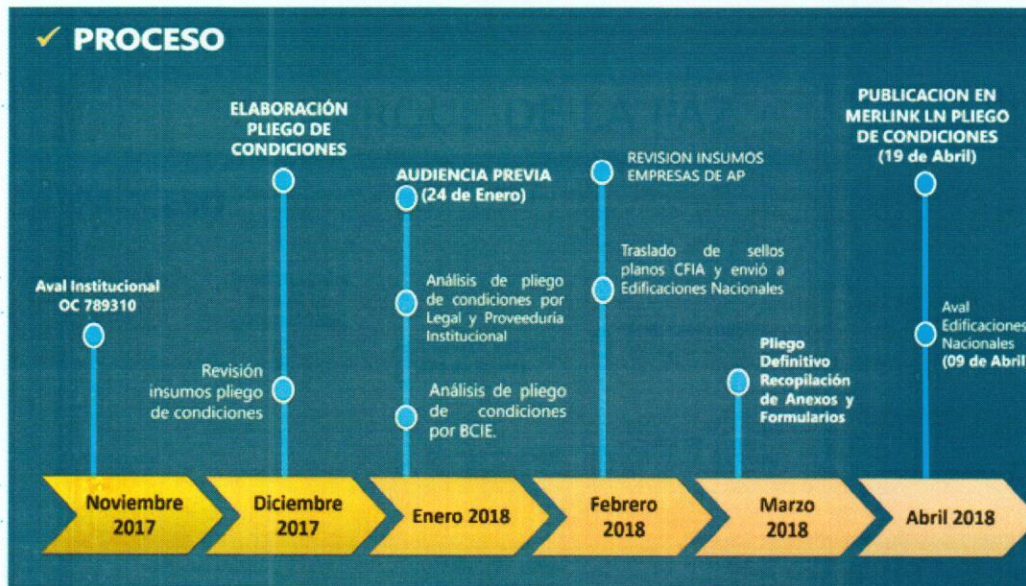 ✓ PROCESO
Aval Institucional
OC 789310
ELABORACIÓN
PLIEGO DE
CONDICIONES
Revisión
insumos pliego
de condiciones
AUDIENCIA PREVIA
(24 de Enero)
Análisis de pliego
de condiciones por
Legal y Proveeduría
Institucional
Análisis de pliego
de condiciones
por BCIE.
REVISION INSUMOS
EMPRESAS DE AP
Traslado de sellos
planos CFIA y envió a
Edificaciones Nacionales
Pliego
Definitivo
Recopilación
de Anexos y
Formularios
PUBLICACION EN
MERLINK LN PLIEGO
DE CONDICIONES
(19 de Abril)
Aval
Edificaciones
Nacionales
(09 de Abril)
Noviembre
2017
Diciembre
2017
Enero 2018
Febrero
2018
Marzo
2018
Abril 2018